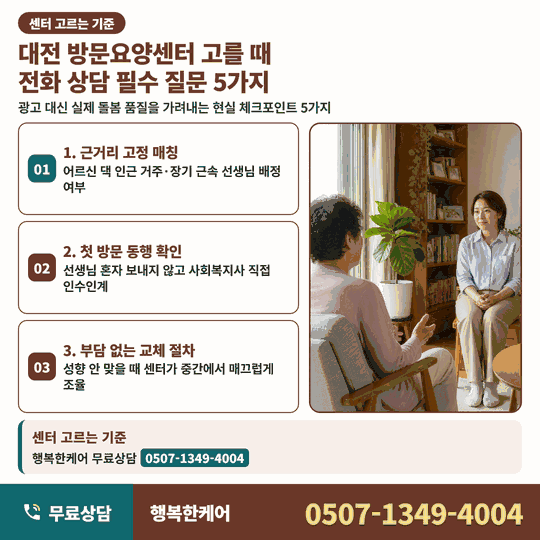 센터 고르는 기준
대전 방문요양센터 고를 때
전화 상담 필수 질문 5가지
광고 대신 실제 돌봄 품질을 가려내는 현실 체크포인트 5가지
01
1. 근거리 고정 매칭
어르신 댁 인근 거주·장기 근속 선생님 배정
여부
02
2. 첫 방문 동행 확인
선생님 혼자 보내지 않고 사회복지사 직접
인수인계
03
3. 부담 없는 교체 절차
성향 안 맞을 때 센터가 중간에서 매끄럽게
조율
센터 고르는 기준
행복한케어 무료상담 0507-1349-4004
무료상담 행복한케어 0507-1349-4004